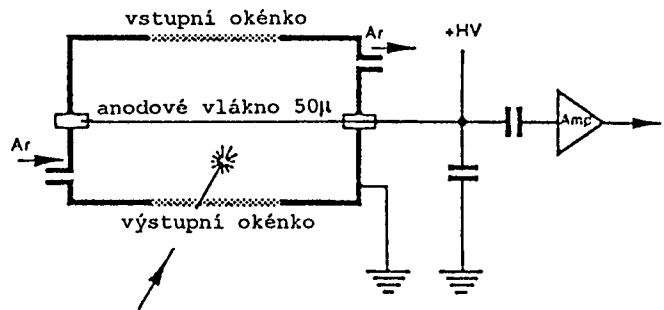 vstupní okénko
Ar
+HV
anodové vlákno 50µ
Amp
Ar
výstupní okénko